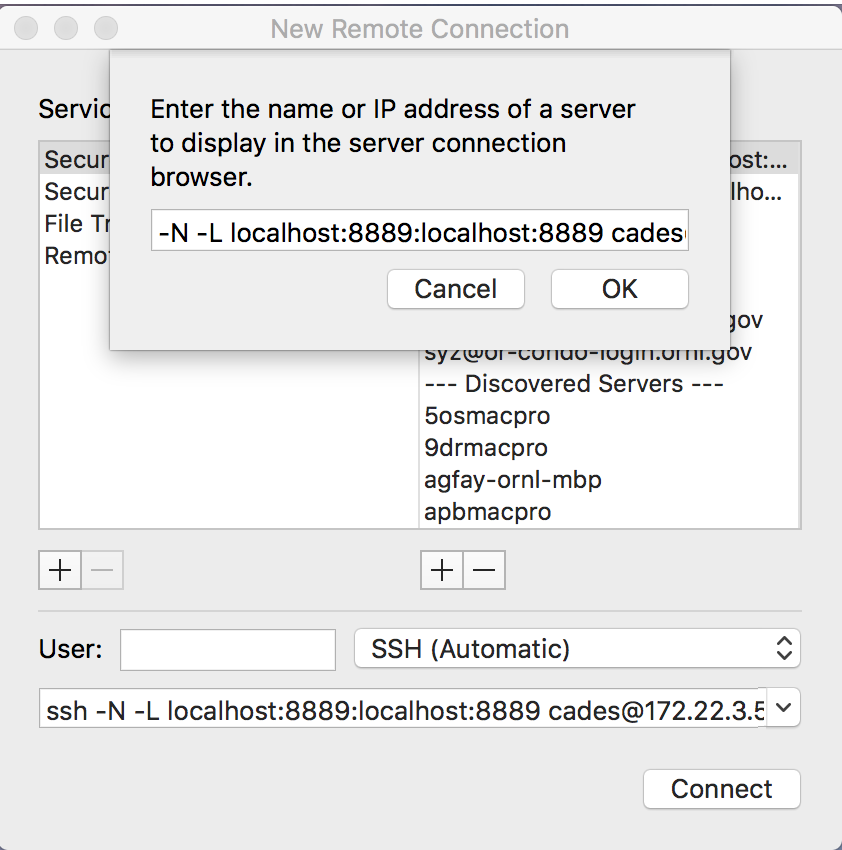 New Remote Connection
Enter the name or IP address of a server
to display in the server connection
browser.
-N -L localhost:8889:localhost:8889 cades
Cancel
OK
Servic
Secur
Secur
File Tr
Remo
ost:...
lho...
gov
syz@or-condo-login.ornl.gov
--- Discovered Servers ---
5osmacpro
9drmacpro
agfay-ornl-mbp
apbmacpro
User:
SSH (Automatic)
ssh -N -L localhost:8889:localhost:8889 cades@172.22.3.5
Connect